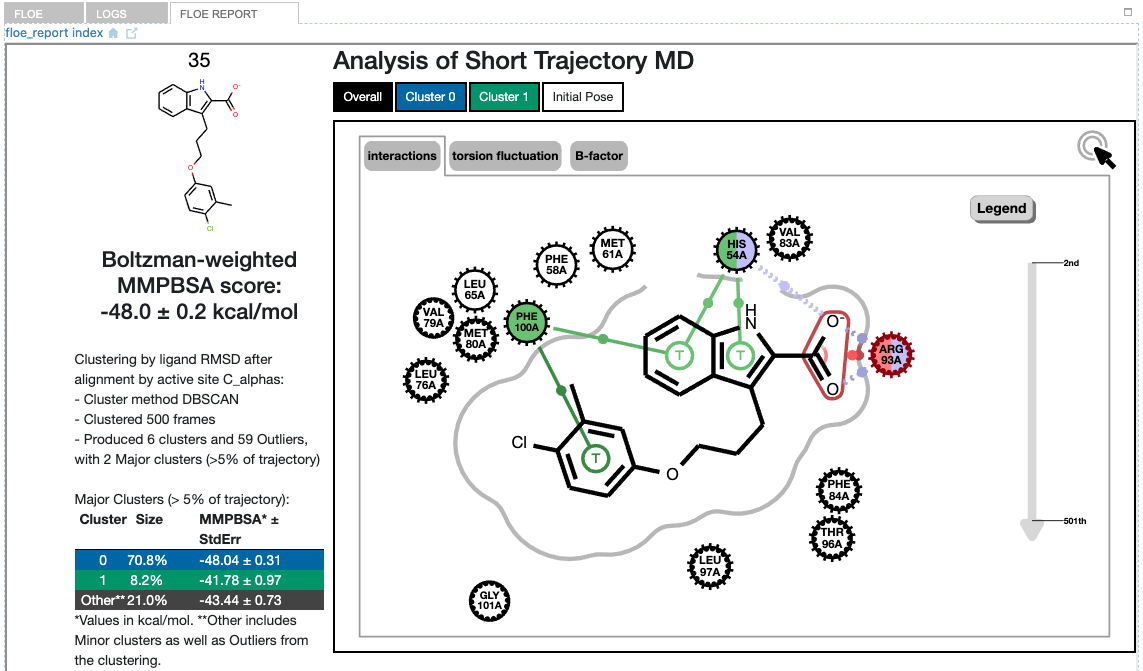 FLOE LOGS FLOE REPORT
floe_report index
35
H
N
O-
O
O
Cl
Boltzman-weighted
MMPBSA score:
-48.0 ± 0.2 kcal/mol
Clustering by ligand RMSD after
alignment by active site C_alphas:
- Cluster method DBSCAN
- Clustered 500 frames
- Produced 6 clusters and 59 Outliers,
with 2 Major clusters (>5% of trajectory)
Major Clusters (> 5% of trajectory):
Cluster Size MMPBSA* ±
StdErr
0 70.8% -48.04 ± 0.31
1 8.2% -41.78 ± 0.97
Other** 21.0% -43.44 ± 0.73
*Values in kcal/mol. **Other includes
Minor clusters as well as Outliers from
the clustering.
Analysis of Short Trajectory MD
Overall Cluster 0 Cluster 1 Initial Pose
interactions torsion fluctuation B-factor
Legend
2nd
501th
MET
61A
PHE
58A
LEU
65A
VAL
79A
MET
80A
PHE
100A
LEU
76A
HIS
54A
VAL
83A
ARG
93A
PHE
84A
THR
96A
LEU
97A
GLY
101A
H
N
O-
O
T
T
T
Cl
O